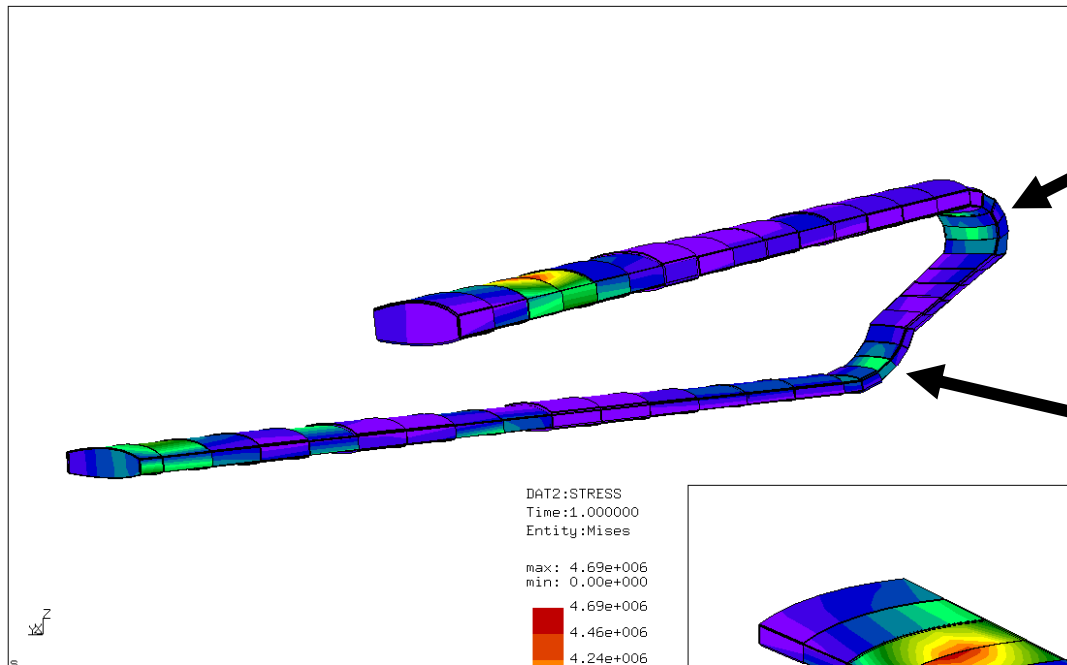 DAT2:STRESS
Time:1.000000
Entity:Mises
max: 4.69e+006
min: 0.00e+000
4.69e+006
4.46e+006
4.24e+006
Z